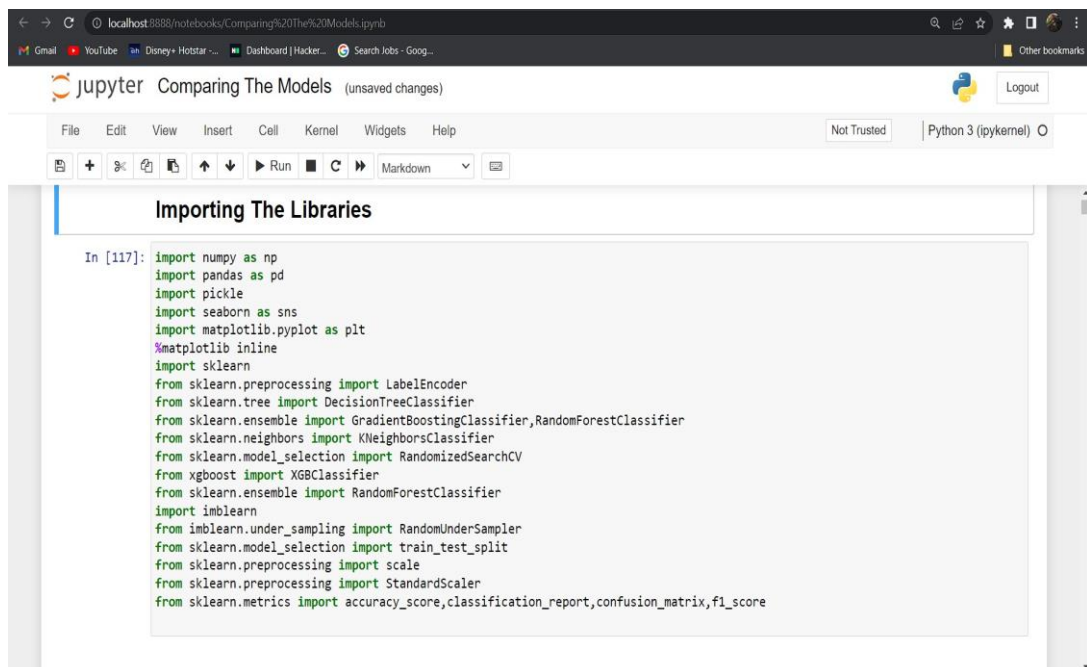 localhost:8888/notebooks/Comparing%20The%20Models.ipynb
Gmail YouTube Disney+ Hotstar -... Dashboard | Hacker... Search Jobs - Goog... Other bookmarks
jupyter Comparing The Models (unsaved changes) Logout
File Edit View Insert Cell Kernel Widgets Help Not Trusted Python 3 (ipykernel)
Run Markdown
Importing The Libraries
In [117]: import numpy as np
import pandas as pd
import pickle
import seaborn as sns
import matplotlib.pyplot as plt
%matplotlib inline
import sklearn
from sklearn.preprocessing import LabelEncoder
from sklearn.tree import DecisionTreeClassifier
from sklearn.ensemble import GradientBoostingClassifier,RandomForestClassifier
from sklearn.neighbors import KNeighborsClassifier
from sklearn.model_selection import RandomizedSearchCV
from xgboost import XGBClassifier
from sklearn.ensemble import RandomForestClassifier
import imblearn
from imblearn.under_sampling import RandomUnderSampler
from sklearn.model_selection import train_test_split
from sklearn.preprocessing import scale
from sklearn.preprocessing import StandardScaler
from sklearn.metrics import accuracy_score,classification_report,confusion_matrix,f1_score